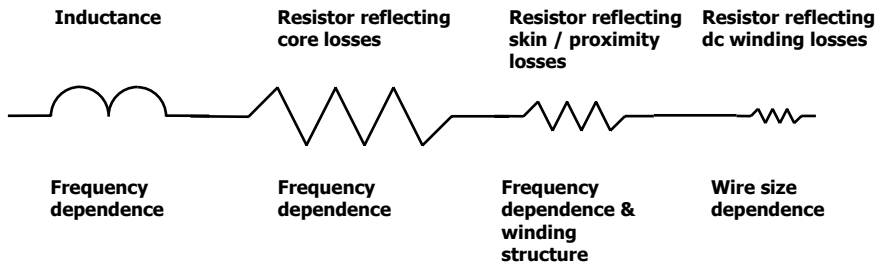 Inductance
Resistor reflecting
core losses
Resistor reflecting
skin / proximity
losses
Resistor reflecting
dc winding losses
Frequency
dependence
Frequency
dependence
Frequency
dependence &
winding
structure
Wire size
dependence